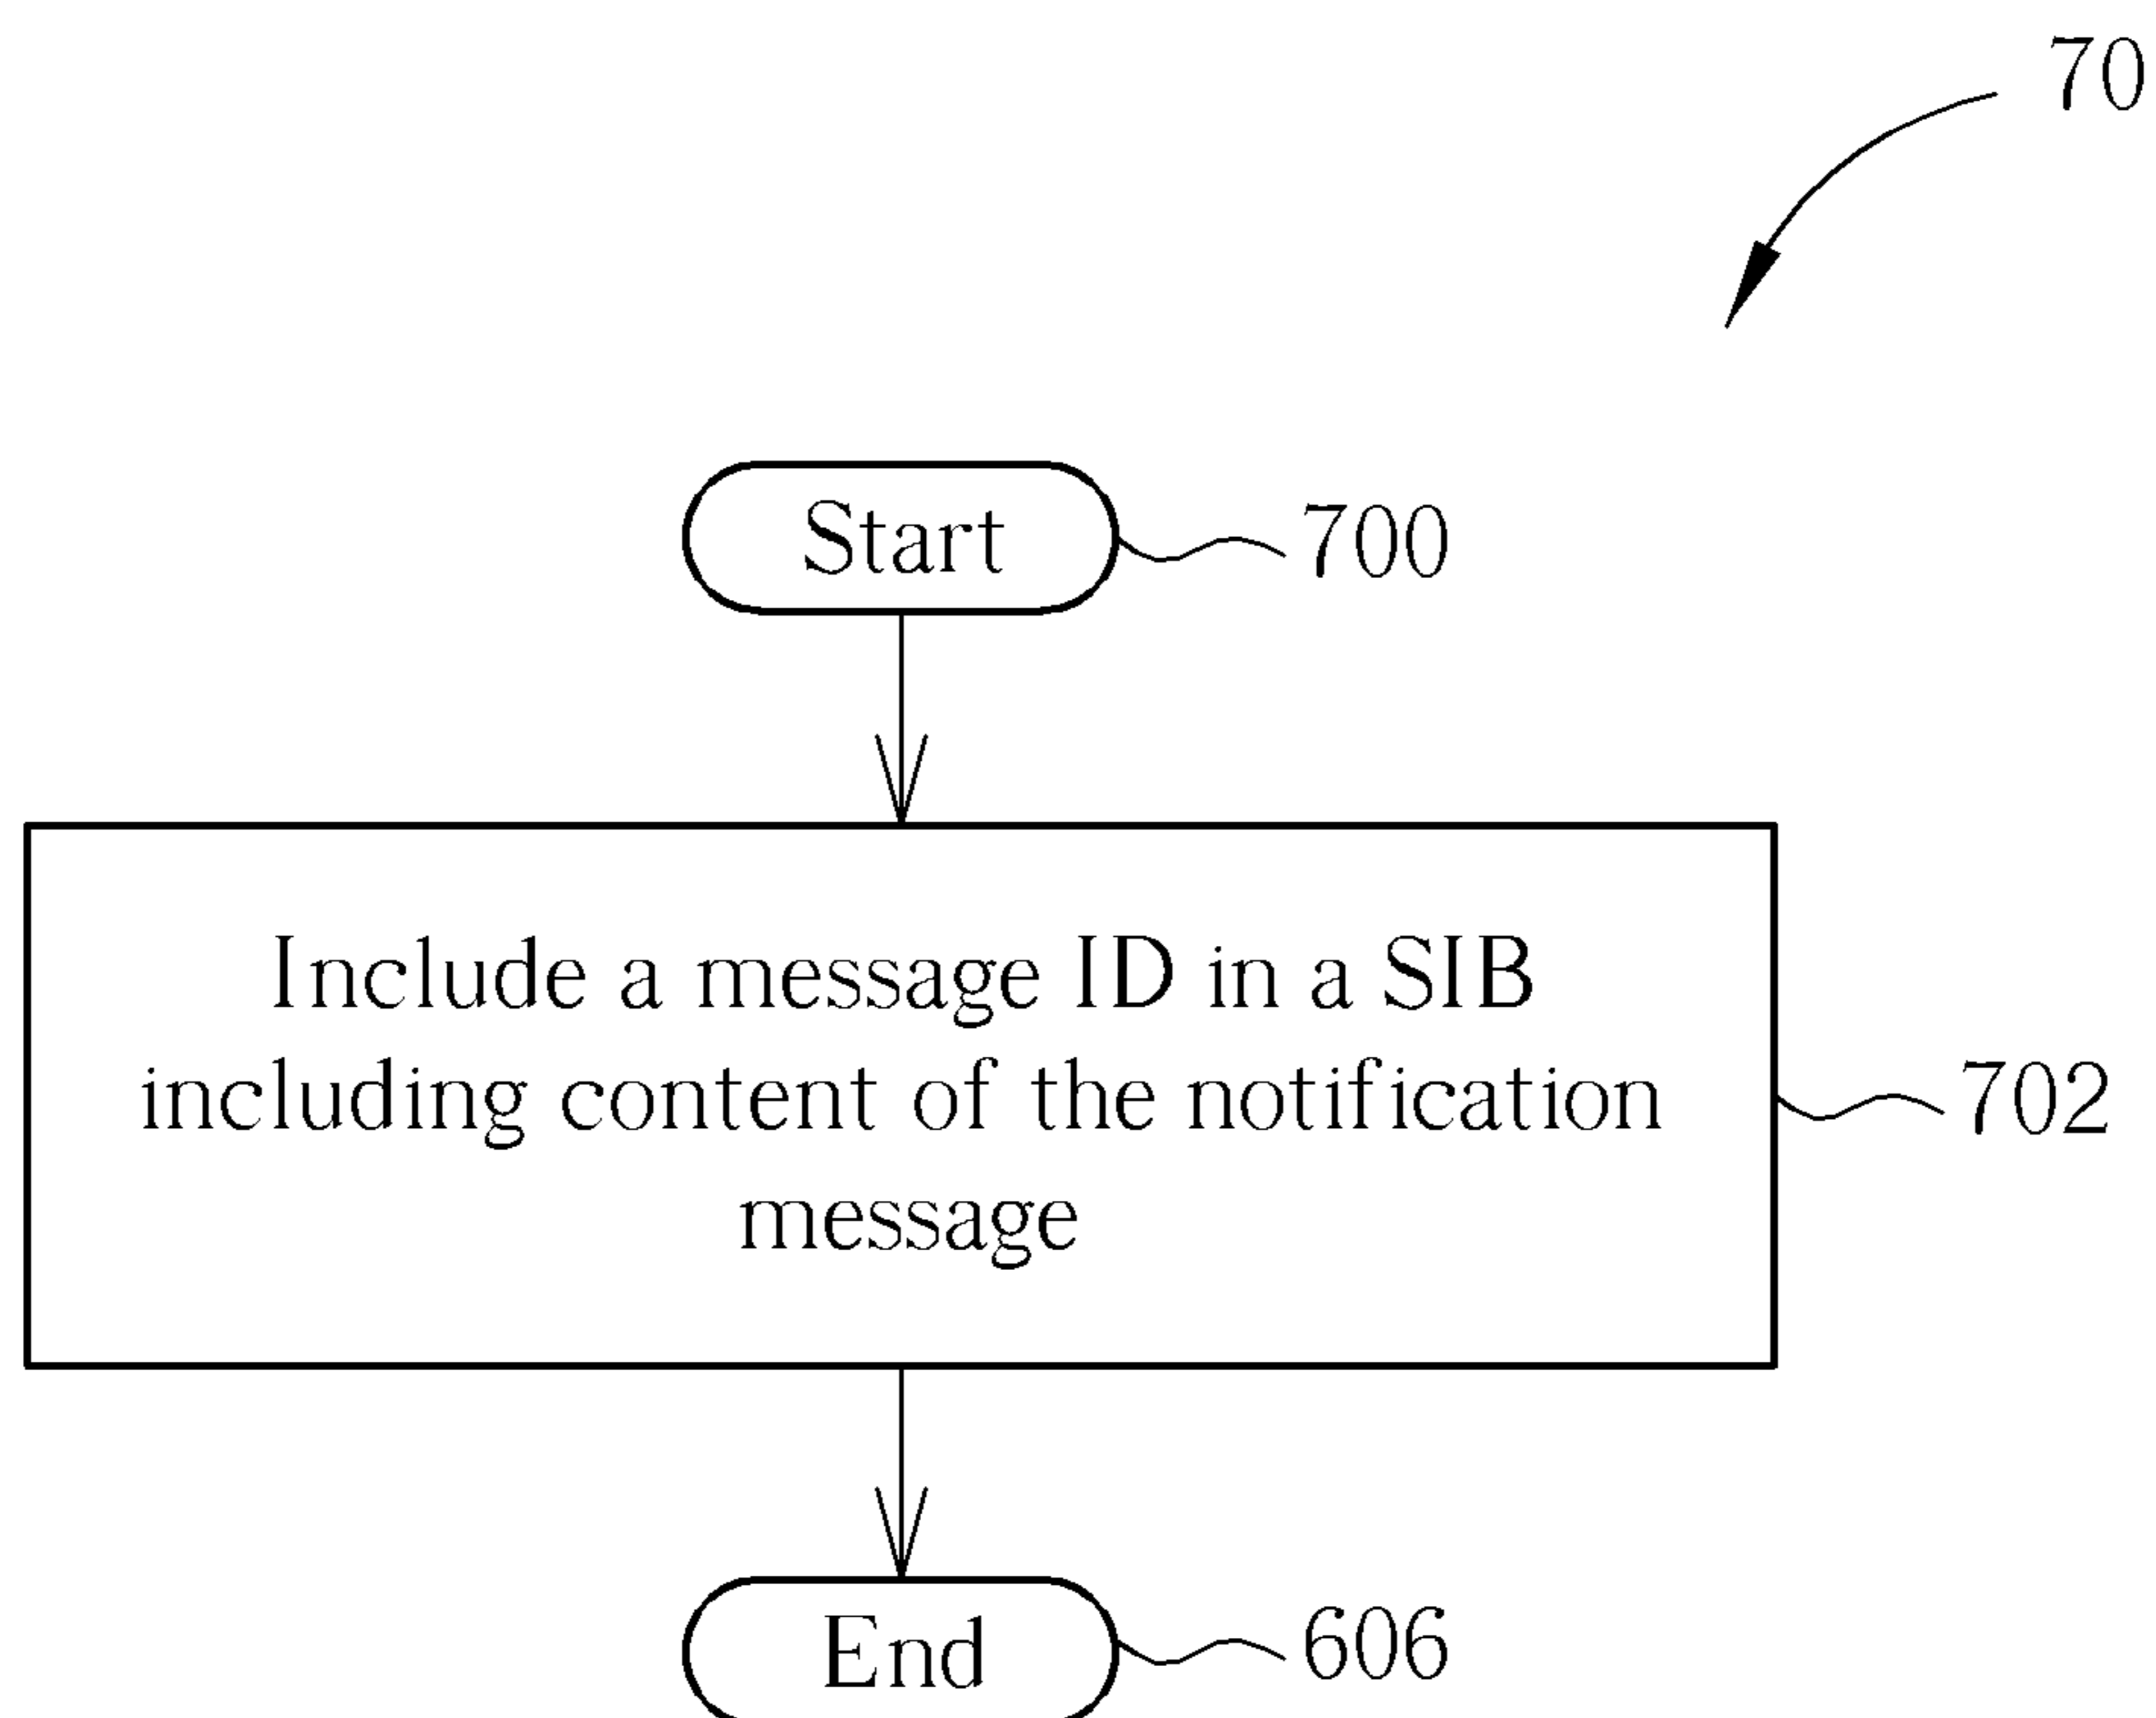 70
Start
700
Include a message ID in a SIB
including content of the notification
message
702
End
606